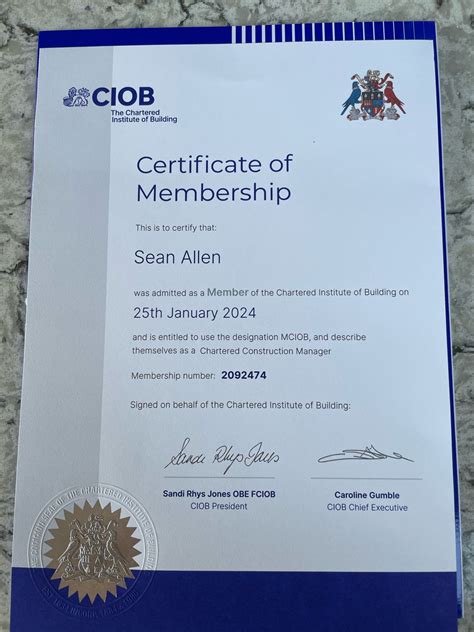 CIOB
The Chartered
Institute of Building
Certificate of
Membership
This is to certify that:
Sean Allen
was admitted as a Member of the Chartered Institute of Building on
25th January 2024
and is entitled to use the designation MCIOB, and describe
themselves as a Chartered Construction Manager
Membership number: 2092474
Signed on behalf of the Chartered Institute of Building:
Sandi Rhys Jones
Sandi Rhys Jones OBE FCIOB
CIOB President
Caroline Gumble
CIOB Chief Executive